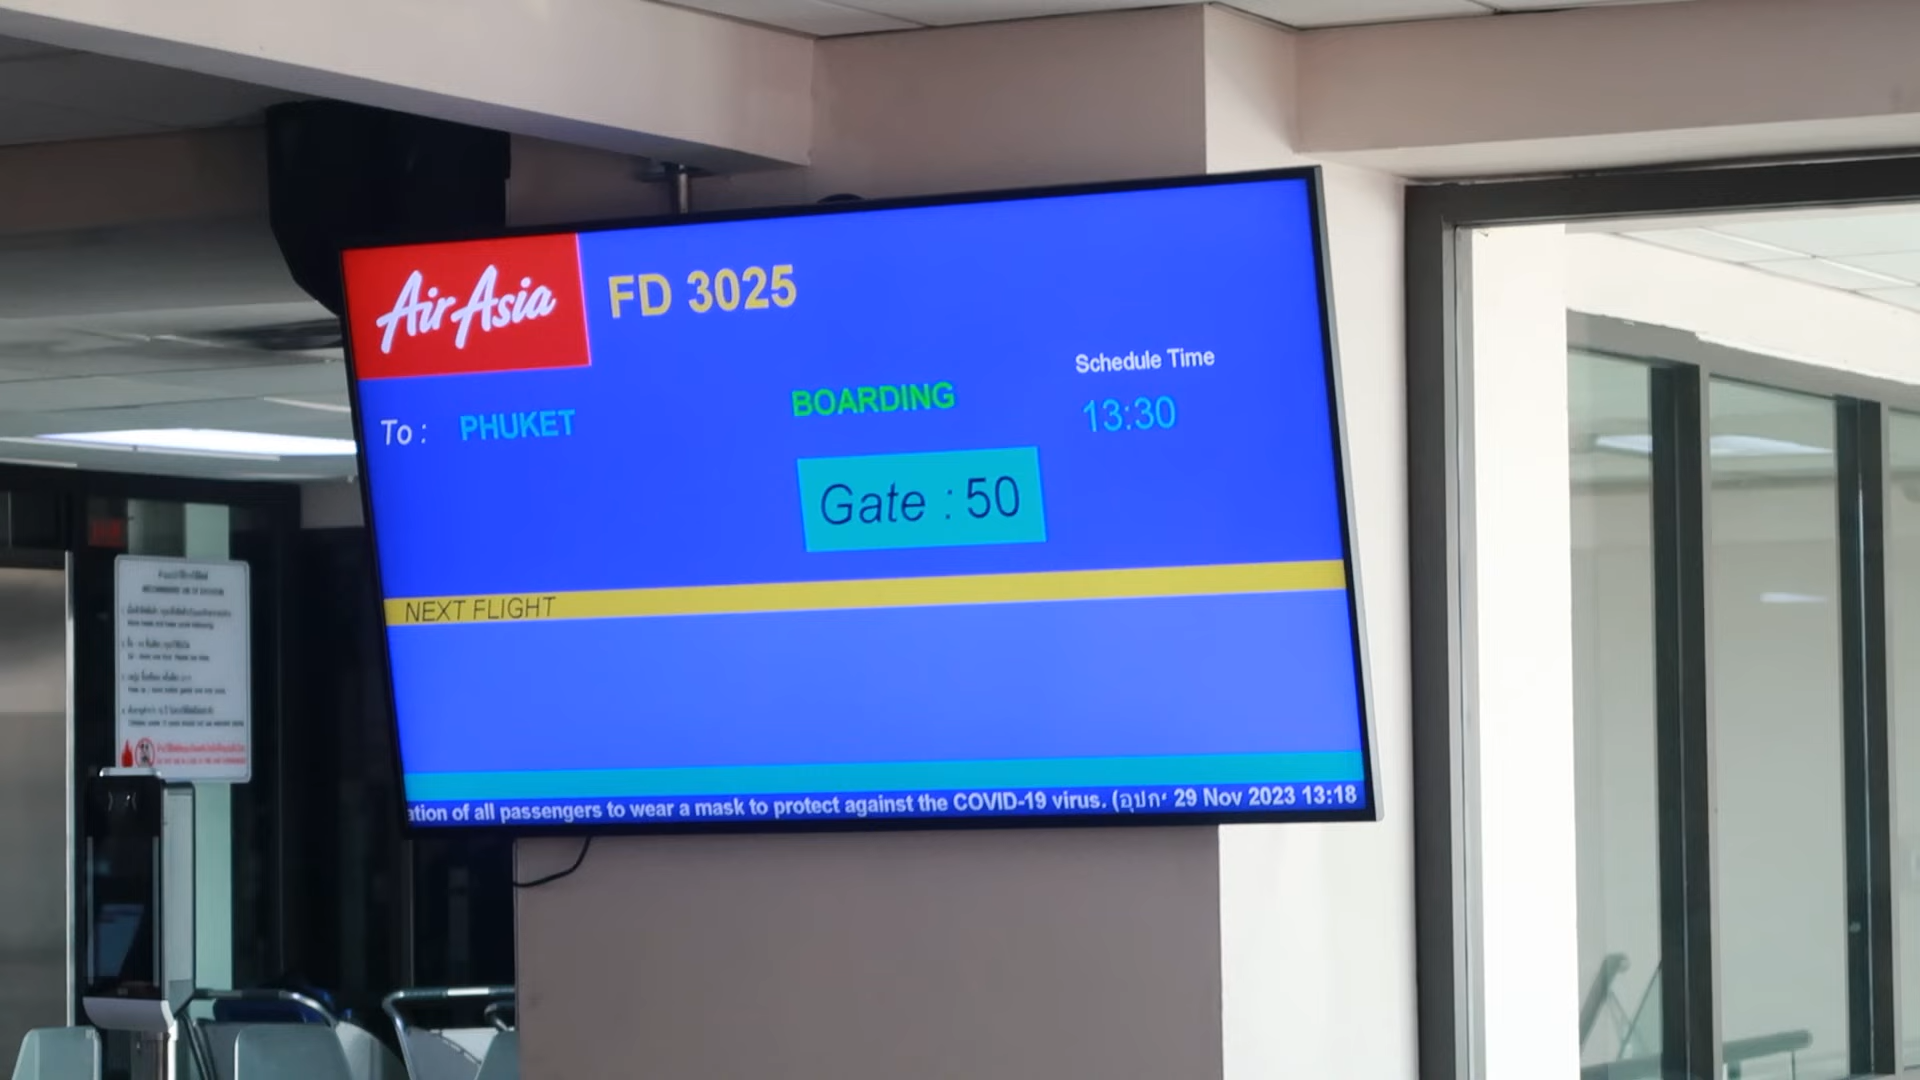 AirAsia
FD 3025
Schedule Time
To : PHUKET
BOARDING
13:30
Gate : 50
NEXT FLIGHT
ation of all passengers to wear a mask to protect against the COVID-19 virus. (อุปก 29 Nov 2023 13:18